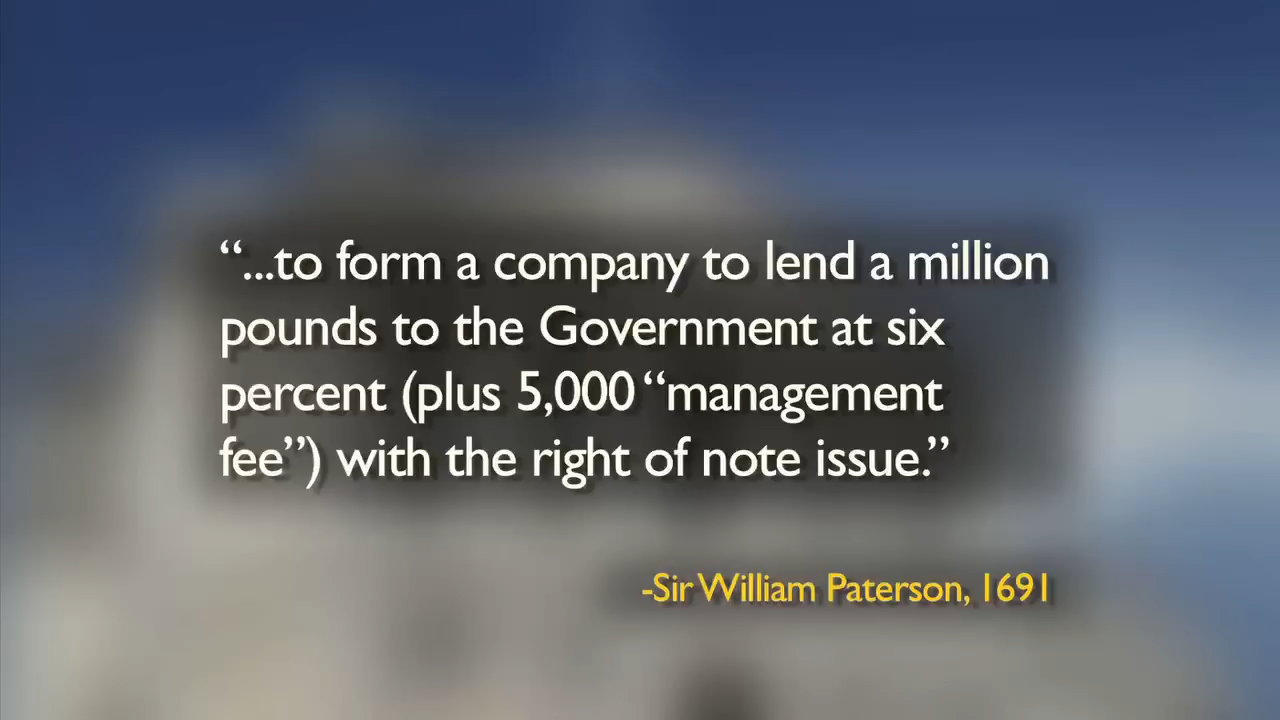 “...to form a company to lend a million
pounds to the Government at six
percent (plus 5,000 “management
fee”) with the right of note issue.”
-Sir William Paterson, 1691